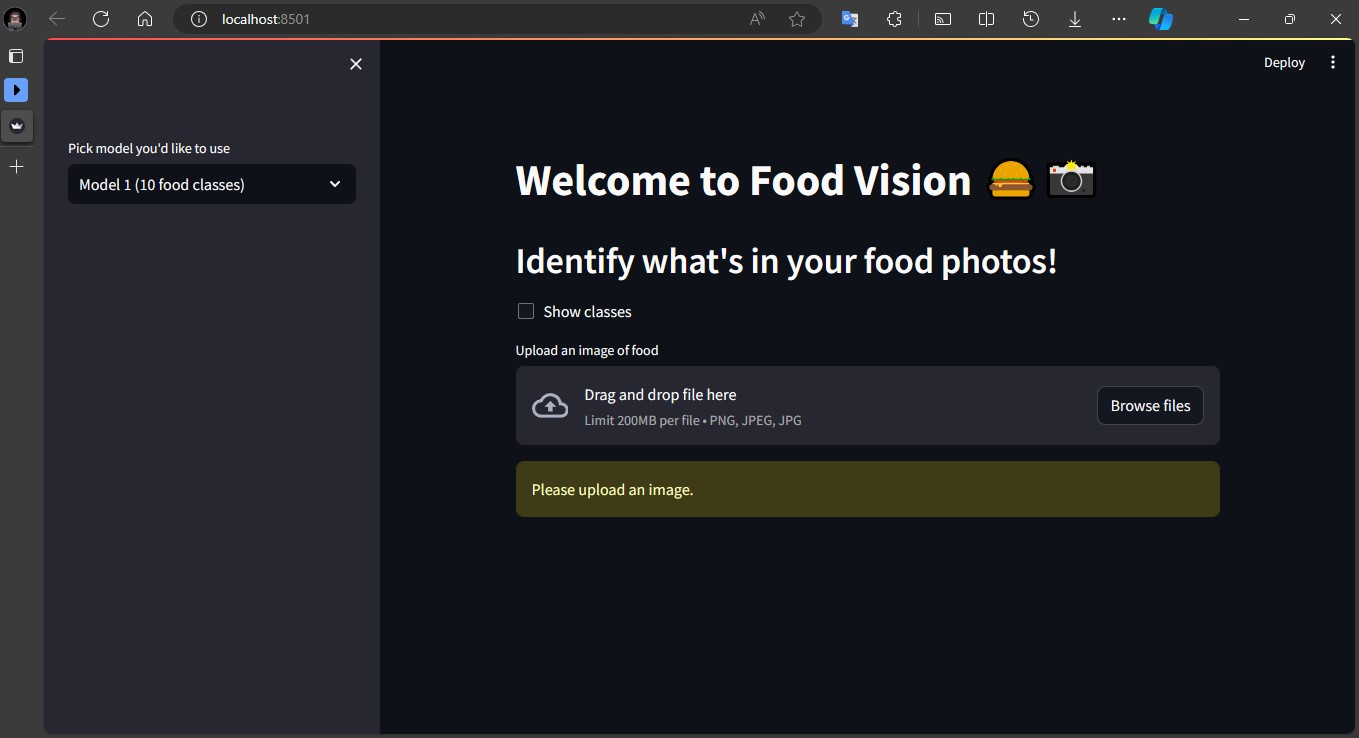 localhost:8501
Deploy
Pick model you'd like to use
Model 1 (10 food classes)
Welcome to Food Vision 🍔 📸
Identify what's in your food photos!
Show classes
Upload an image of food
Drag and drop file here
Limit 200MB per file • PNG, JPEG, JPG
Browse files
Please upload an image.